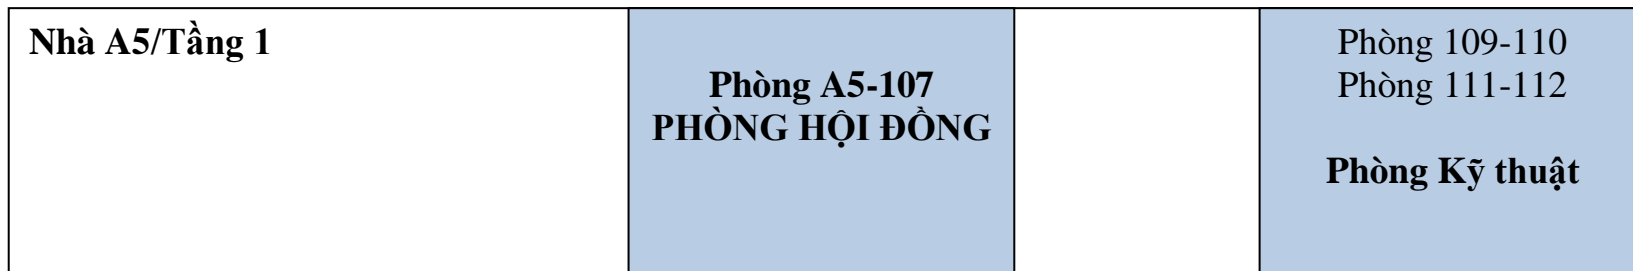 Nhà A5/Tầng 1
Phòng A5-107
PHÒNG HỘI ĐỒNG
Phòng 109-110
Phòng 111-112
Phòng Kỹ thuật